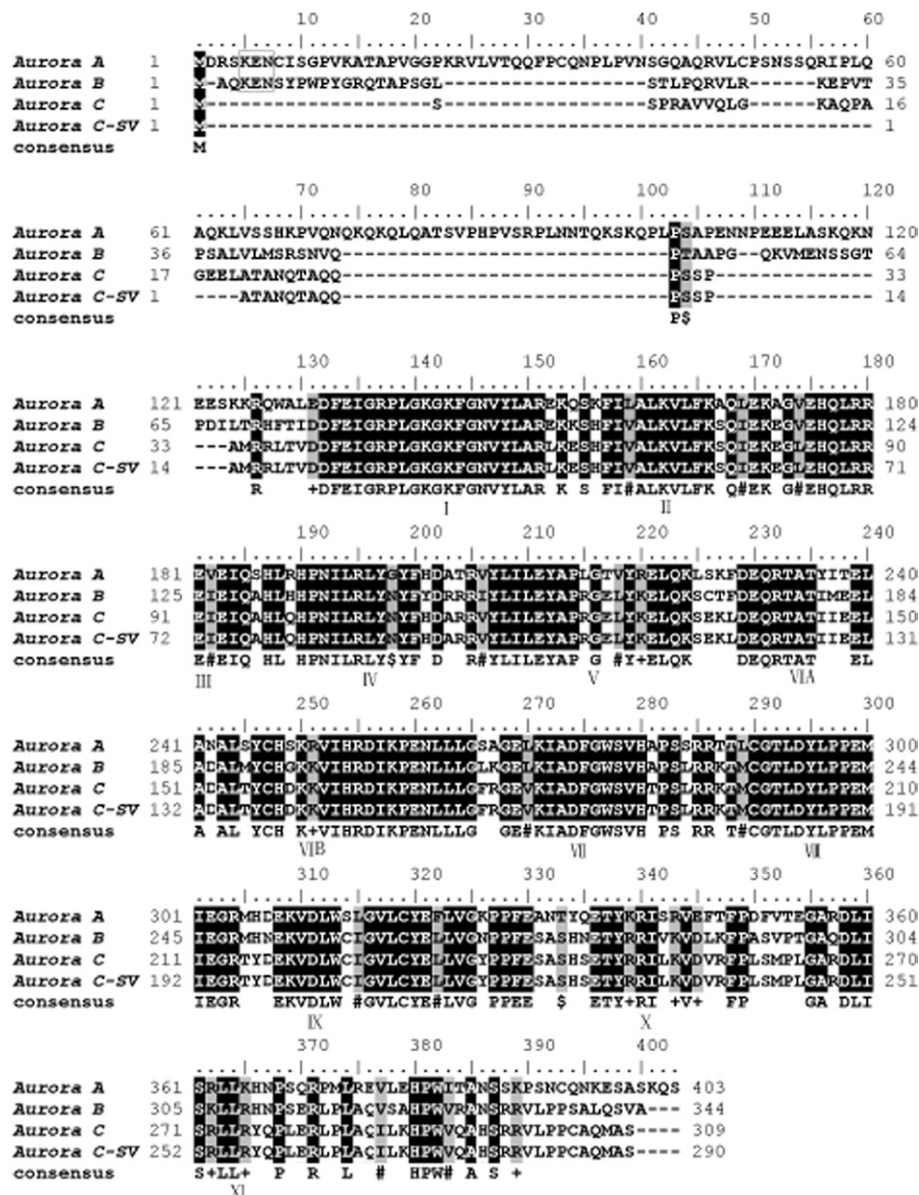 10 20 30 40 50 60
Aurora A 1 MDRSKENCISGPVKATAPVGGPKRVLVTQQFPCQNPLPVNSGQAQRVLCPSNSSQRIPLQ 60
Aurora B 1 M-AQKENSYPWPYGRQTAPSGL------------------STLPQRVLR------KEPVT 35
Aurora C 1 M--------------------S------------------SPRAVVQLG------KAQPA 16
Aurora C-SV 1 M----------------------------------------------------------- 1
consensus M
70 80 90 100 110 120
Aurora A 61 AQKLVSSHKPVQNQKQKQLQATSVPHPVSRPLNNTQKSKQPLPSAPENNPEEELASKQKN 120
Aurora B 36 PSALVLMSRSNVQ-----------------------------PTAAPG--QKVMENSSGT 64
Aurora C 17 GEELATANQTAQQ-----------------------------PSSP-------------- 33
Aurora C-SV 1 ----ATANQTAQQ-----------------------------PSSP-------------- 14
consensus P$
130 140 150 160 170 180
Aurora A 121 EESKKRQWALEDFEIGRPLGKGKFGNVYLAREKQSKFILALKVLFKAQLEKAGVEHQLRR 180
Aurora B 65 PDILTRHFTIDDFEIGRPLGKGKFGNVYLAREKKSHFIVALKVLFKSQIEKEGVEHQLRR 124
Aurora C 33 ---AMRRLTVDDFEIGRPLGKGKFGNVYLARLKESHFIVALKVLFKSQIEKEGLEHQLRR 90
Aurora C-SV 14 ---AMRRLTVDDFEIGRPLGKGKFGNVYLARLKESHFIVALKVLFKSQIEKEGLEHQLRR 71
consensus R +DFEIGRPLGKGKFGNVYLAR K S FI#ALKVLFK Q#EK G#EHQLRR
I II
190 200 210 220 230 240
Aurora A 181 EVEIQSHLRHPNILRLYGYFHDATRVYLILEYAPLGTVYRELQKLSKFDEQRTATYITEL 240
Aurora B 125 EIEIQAHLHHPNILRLYNYFYDRRRIYLILEYAPRGELYKELQKSCTFDEQRTATIMEEL 184
Aurora C 91 EIEIQAHLQHPNILRLYNYFHDARRVYLILEYAPRGELYKELQKSEKLDEQRTATIIEEL 150
Aurora C-SV 72 EIEIQAHLQHPNILRLYNYFHDARRVYLILEYAPRGELYKELQKSEKLDEQRTATIIEEL 131
consensus E#EIQ HL HPNILRLY$YF D R#YLILEYAP G #Y+ELQK DEQRTAT EL
III IV V VIA
250 260 270 280 290 300
Aurora A 241 ANALSYCHSKRVIHRDIKPENLLLGSAGELKIADFGWSVHAPSSRRTTLCGTLDYLPPEM 300
Aurora B 185 ADALMYCHGKKVIHRDIKPENLLLGLKGELKIADFGWSVHAPSLRRKTMCGTLDYLPPEM 244
Aurora C 151 ADALTYCHDKKVIHRDIKPENLLLGFRGEVKIADFGWSVHTPSLRRKTMCGTLDYLPPEM 210
Aurora C-SV 132 ADALTYCHDKKVIHRDIKPENLLLGFRGEVKIADFGWSVHTPSLRRKTMCGTLDYLPPEM 191
consensus A AL YCH K+VIHRDIKPENLLLG GE#KIADFGWSVH PS RR T#CGTLDYLPPEM
VIB VII VIII
310 320 330 340 350 360
Aurora A 301 IEGRMHDEKVDLWSLGVLCYEFLVGKPPFEANTYQETYKRISRVEFTFPDFVTEGARDLI 360
Aurora B 245 IEGRMHNEKVDLWCIGVLCYELLVGNPPFESASHNETYRRIVKVDLKFPASVPTGAQDLI 304
Aurora C 211 IEGRTYDEKVDLWCIGVLCYELLVGYPPFESASHSETYRRILKVDVRFPLSMPLGARDLI 270
Aurora C-SV 192 IEGRTYDEKVDLWCIGVLCYELLVGYPPFESASHSETYRRILKVDVRFPLSMPLGARDLI 251
consensus IEGR EKVDLW #GVLCYE#LVG PPEE $ ETY+RI +V+ FP GA DLI
IX X
370 380 390 400
Aurora A 361 SRLLKHNPSQRPMLREVLEHPWITANSSKPSNCQNKESASKQS 403
Aurora B 305 SKLLRHNPSERLPLAQVSAHPWVRANSRRVLPPSALQSVA---- 344
Aurora C 271 SRLLRYQPLERLPLAQILKHPWVQAHSRRVLPPCAQMAS---- 309
Aurora C-SV 252 SRLLRYQPLERLPLAQILKHPWVQAHSRRVLPPCAQMAS---- 290
consensus S+LL+ P R L # HPW# A S +
XI